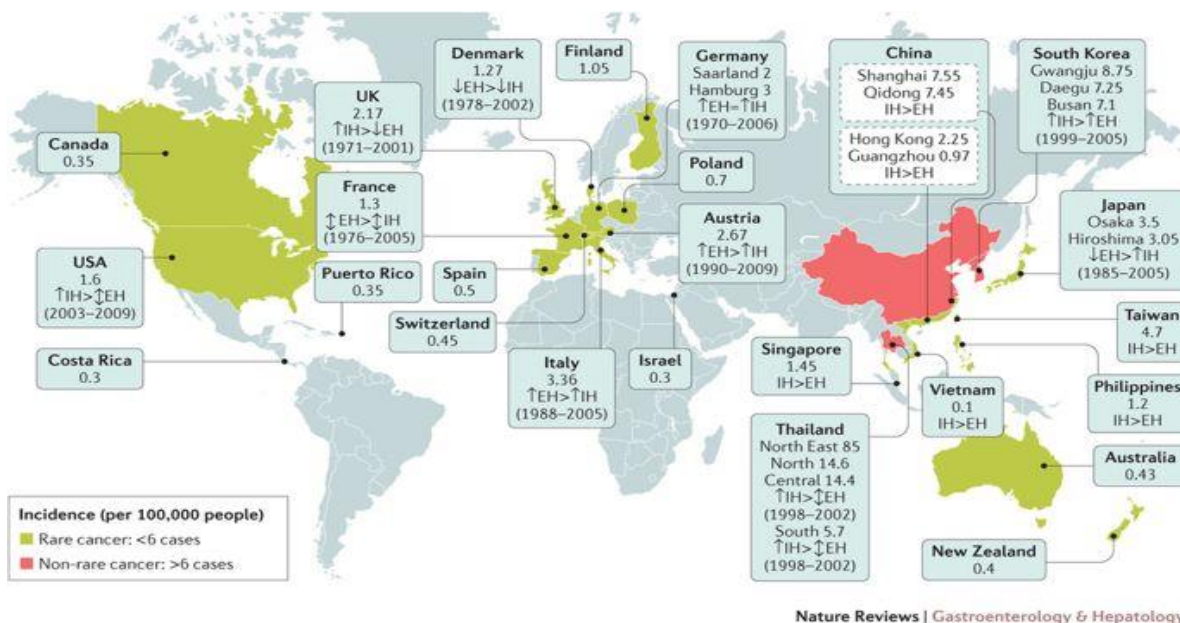 Denmark
1.27
↓EH>↓IH
(1978–2002)
Finland
1.05
Germany
Saarland 2
Hamburg 3
↑EH=↑IH
(1970–2006)
China
Shanghai 7.55
Qidong 7.45
IH>EH
Hong Kong 2.25
Guangzhou 0.97
IH>EH
South Korea
Gwangju 8.75
Daegu 7.25
Busan 7.1
↑IH>↑EH
(1999–2005)
UK
2.17
↑IH>↓EH
(1971–2001)
Canada
0.35
France
1.3
↕EH>↕IH
(1976–2005)
Poland
0.7
Austria
2.67
↑EH>↑IH
(1990–2009)
Japan
Osaka 3.5
Hiroshima 3.05
↓EH>↑IH
(1985–2005)
USA
1.6
↑IH>↕EH
(2003–2009)
Puerto Rico
0.35
Spain
0.5
Switzerland
0.45
Taiwan
4.7
IH>EH
Costa Rica
0.3
Italy
3.36
↑EH>↑IH
(1988–2005)
Israel
0.3
Singapore
1.45
IH>EH
Vietnam
0.1
IH>EH
Philippines
1.2
IH>EH
Thailand
North East 85
North 14.6
Central 14.4
↑IH>↕EH
(1998–2002)
South 5.7
↑IH>↕EH
(1998–2002)
Australia
0.43
New Zealand
0.4
Incidence (per 100,000 people)
Rare cancer: <6 cases
Non-rare cancer: >6 cases
Nature Reviews | Gastroenterology & Hepatology